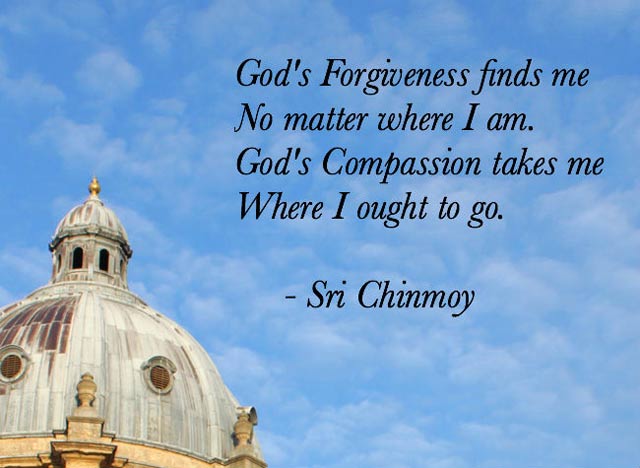 God's Forgiveness finds me
No matter where I am.
God's Compassion takes me
Where I ought to go.
- Sri Chinmoy